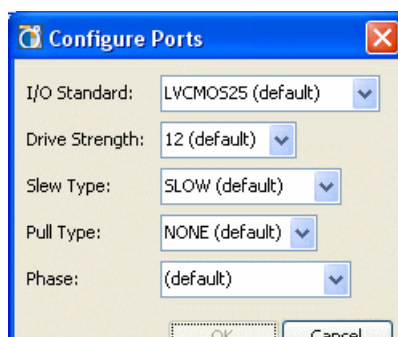 Configure Ports
I/O Standard: LVCMOS25 (default)
Drive Strength: 12 (default)
Slew Type: SLOW (default)
Pull Type: NONE (default)
Phase: (default)
OK Cancel